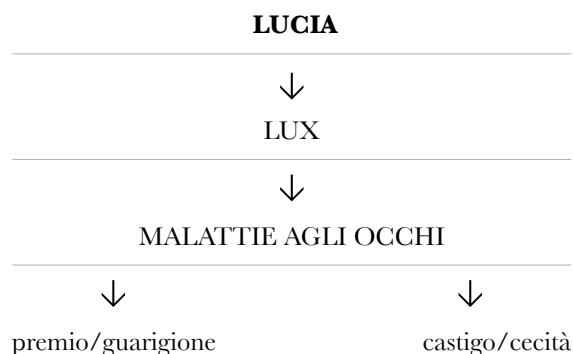 LUCIA
LUX
MALATTIE AGLI OCCHI
premio/guarigione castigo/cecità